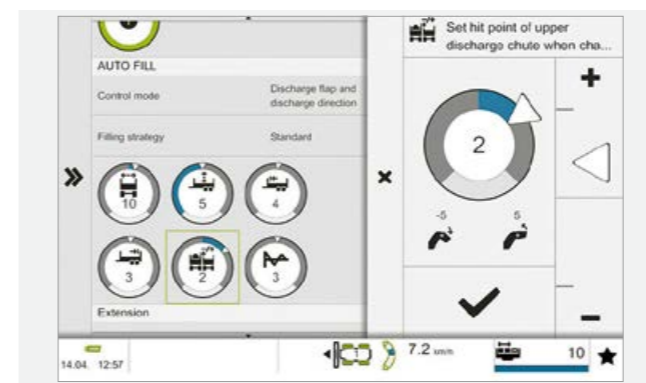 Set hit point of upper
discharge chute when cha...
AUTO FILL
Control mode
Discharge flap and
discharge direction
Filling strategy
Standard
10
5
4
3
2
3
Extension
2
-5
5
14.04. 12:57
1
7.2 km/h
10